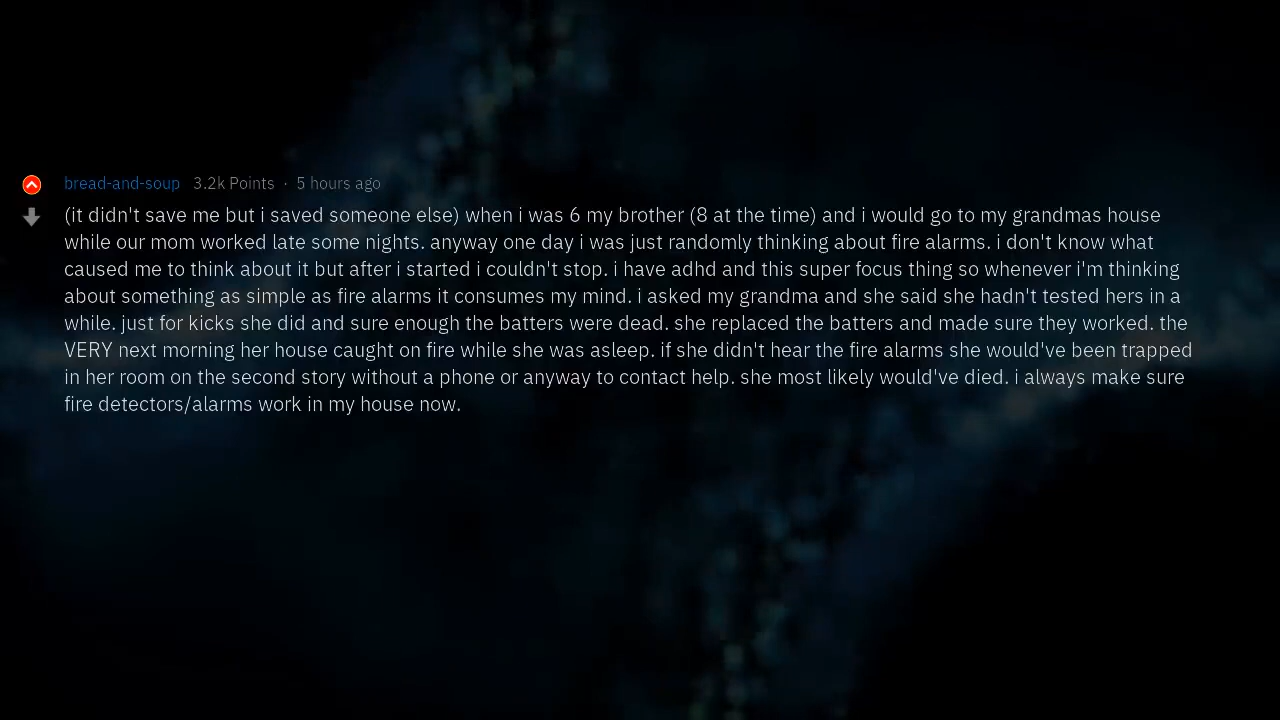 bread-and-soup 3.2k Points · 5 hours ago
(it didn't save me but i saved someone else) when i was 6 my brother (8 at the time) and i would go to my grandmas house
while our mom worked late some nights. anyway one day i was just randomly thinking about fire alarms. i don't know what
caused me to think about it but after i started i couldn't stop. i have adhd and this super focus thing so whenever i'm thinking
about something as simple as fire alarms it consumes my mind. i asked my grandma and she said she hadn't tested hers in a
while. just for kicks she did and sure enough the batters were dead. she replaced the batters and made sure they worked. the
VERY next morning her house caught on fire while she was asleep. if she didn't hear the fire alarms she would've been trapped
in her room on the second story without a phone or anyway to contact help. she most likely would've died. i always make sure
fire detectors/alarms work in my house now.